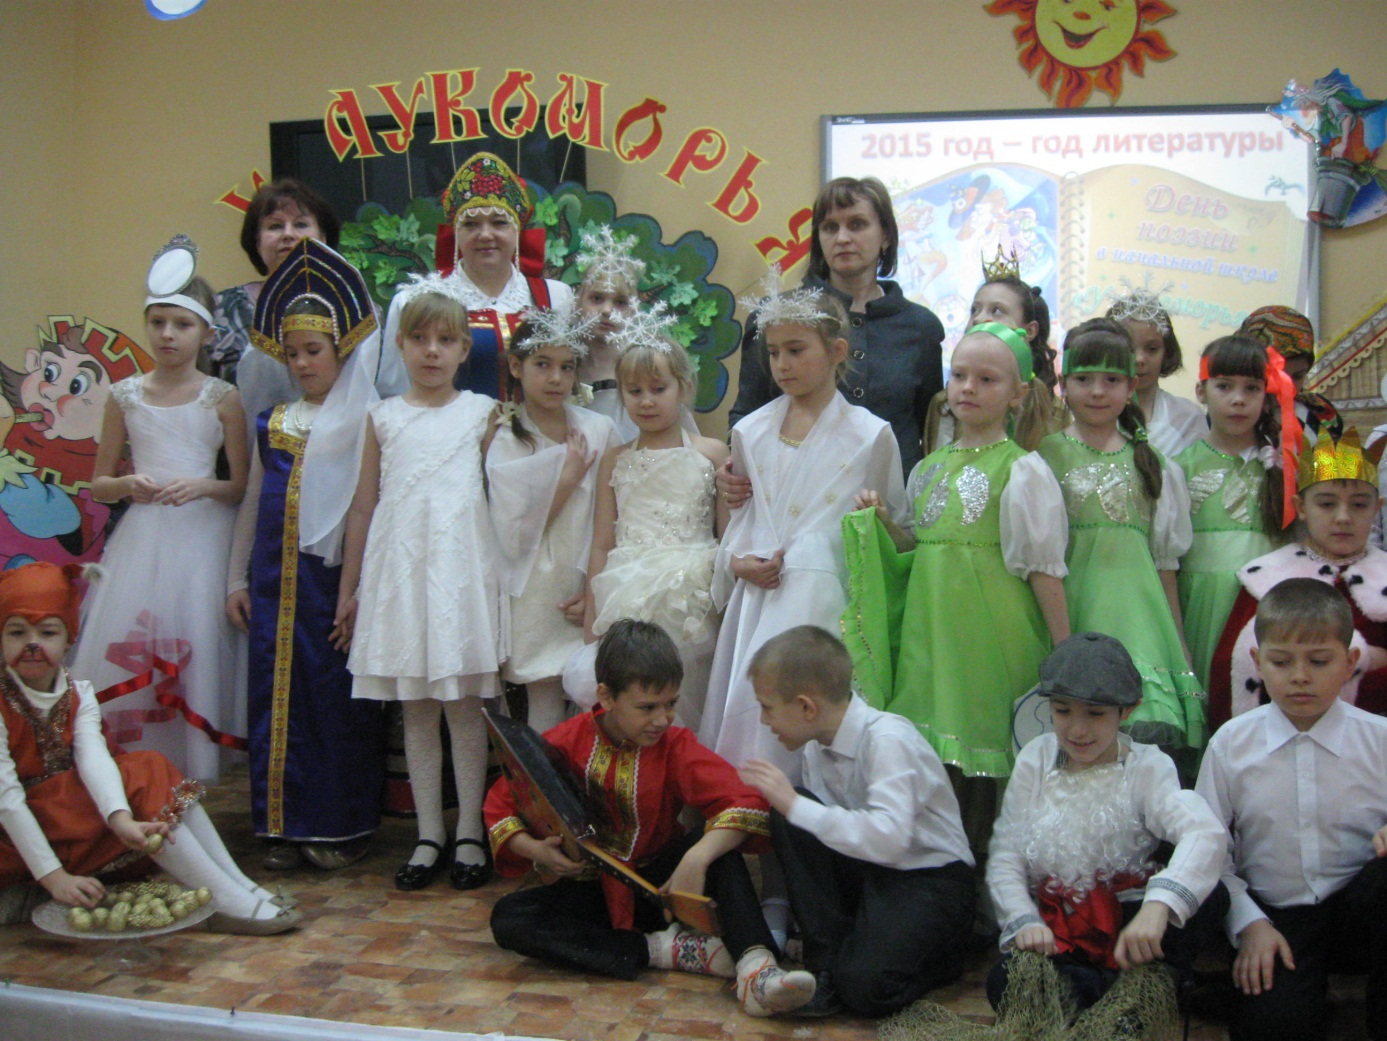 У ЛУКОМОРЬЯ
2015 год – год литературы
День
поэзии
в начальной школе